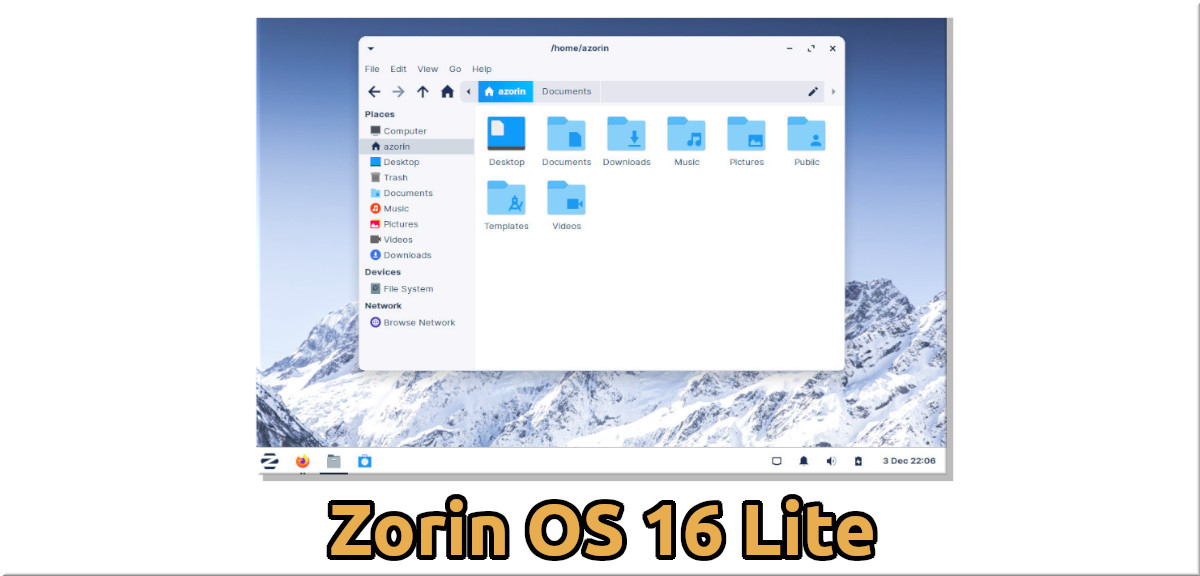 /home/azorin
File Edit View Go Help
azorin Documents
Places
Computer
azorin
Desktop
Trash
Documents
Music
Pictures
Videos
Downloads
Devices
File System
Network
Browse Network
Desktop Documents Downloads Music Pictures Public
Templates Videos
3 Dec 22:06
Zorin OS 16 Lite